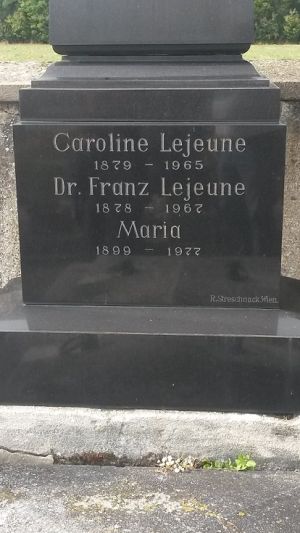 Caroline Lejeune
1879 – 1965
Dr. Franz Lejeune
1878 – 1967
Maria
1899 – 1977
R. Streschnack, Wien.